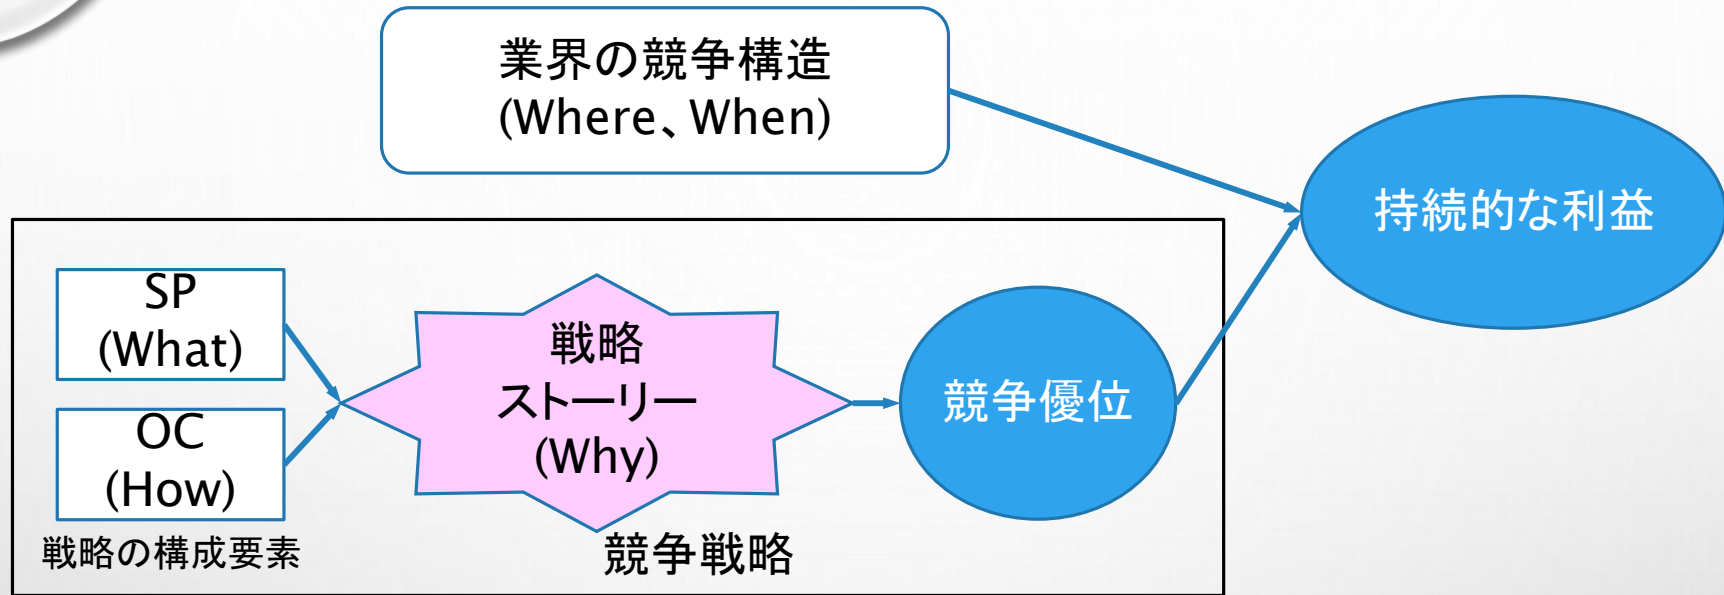 業界の競争構造
(Where、When)
持続的な利益
SP
(What)
OC
(How)
戦略の構成要素
戦略
ストーリー
(Why)
競争戦略
競争優位